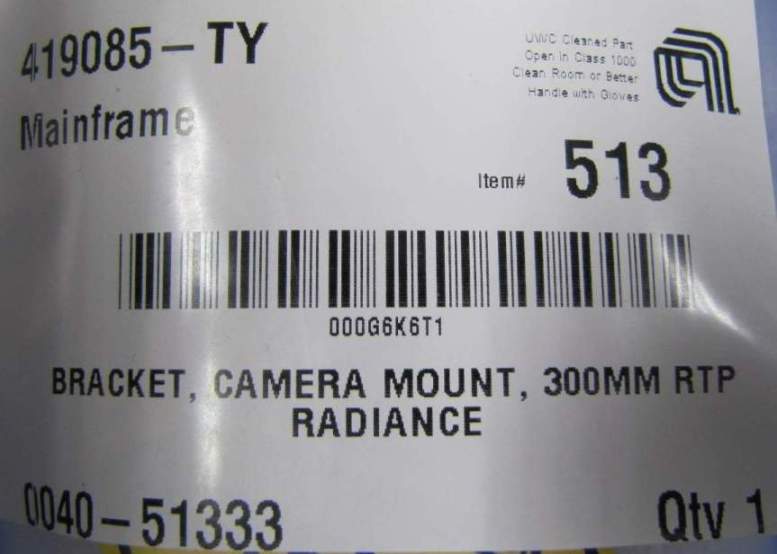 419085-TY
UWC Cleaned Part
Open In Class 1000
Clean Room or Better
Handle with Gloves
Mainframe
Item# 513
000G6K6T1
BRACKET, CAMERA MOUNT, 300MM RTP
RADIANCE
0040-51333
Qty 1